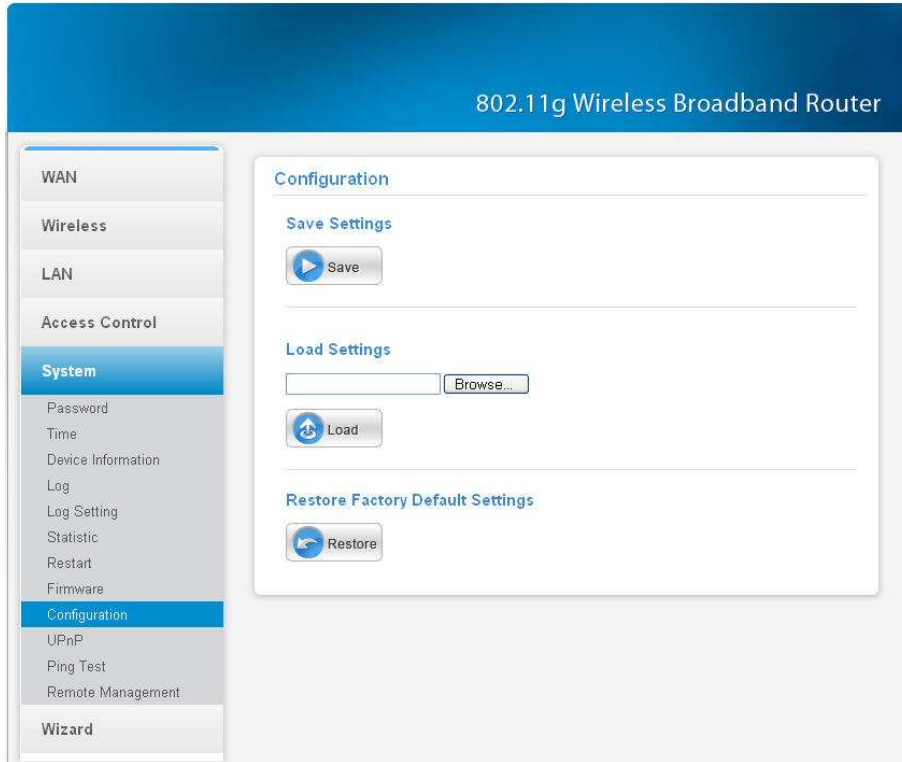 802.11g Wireless Broadband Router
WAN
Wireless
LAN
Access Control
System
Password
Time
Device Information
Log
Log Setting
Statistic
Restart
Firmware
Configuration
UPnP
Ping Test
Remote Management
Wizard
Configuration
Save Settings
Save
Load Settings
Browse...
Load
Restore Factory Default Settings
Restore